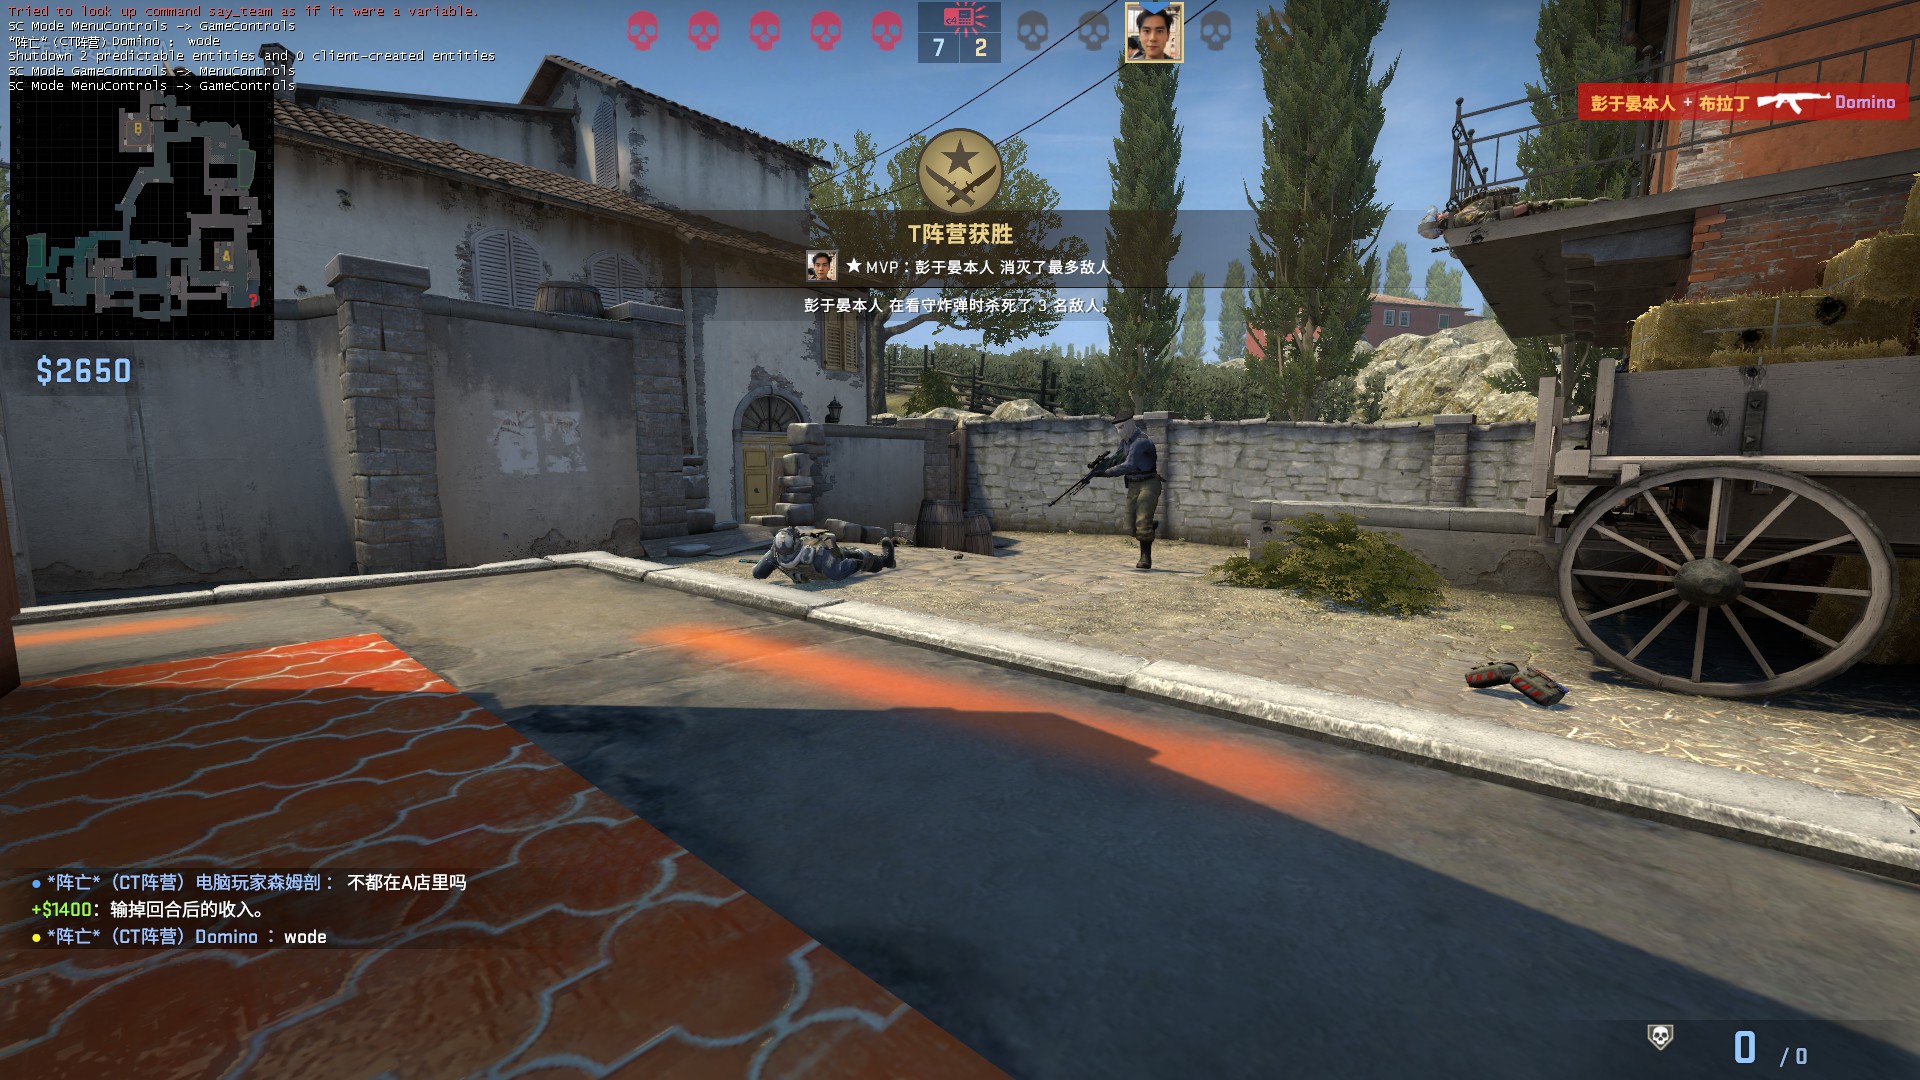 Tried to look up command say_team as if it were a variable.
SC Mode MenuControls -> GameControls
*阵亡*（CT阵营）Domino ： wode
Shutdown 2 predictable entities and 0 client-created entities
SC Mode GameControls -> MenuControls
SC Mode MenuControls -> GameControls
C4
7 2
彭于晏本人 + 布拉丁 Domino
B
A
?
T阵营获胜
★ MVP：彭于晏本人 消灭了最多敌人
彭于晏本人 在看守炸弹时杀死了 3 名敌人。
$2650
*阵亡*（CT阵营）电脑玩家森姆剖： 不都在A店里吗
+$1400：输掉回合后的收入。
*阵亡*（CT阵营）Domino ： wode
0 / 0